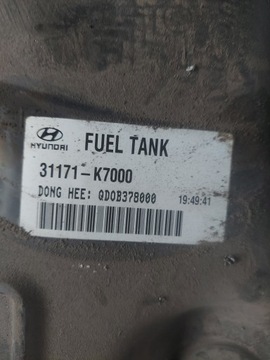 HYUNDAI
FUEL TANK
31171-K7000
DONG HEE: QD0B378000
19:49:41